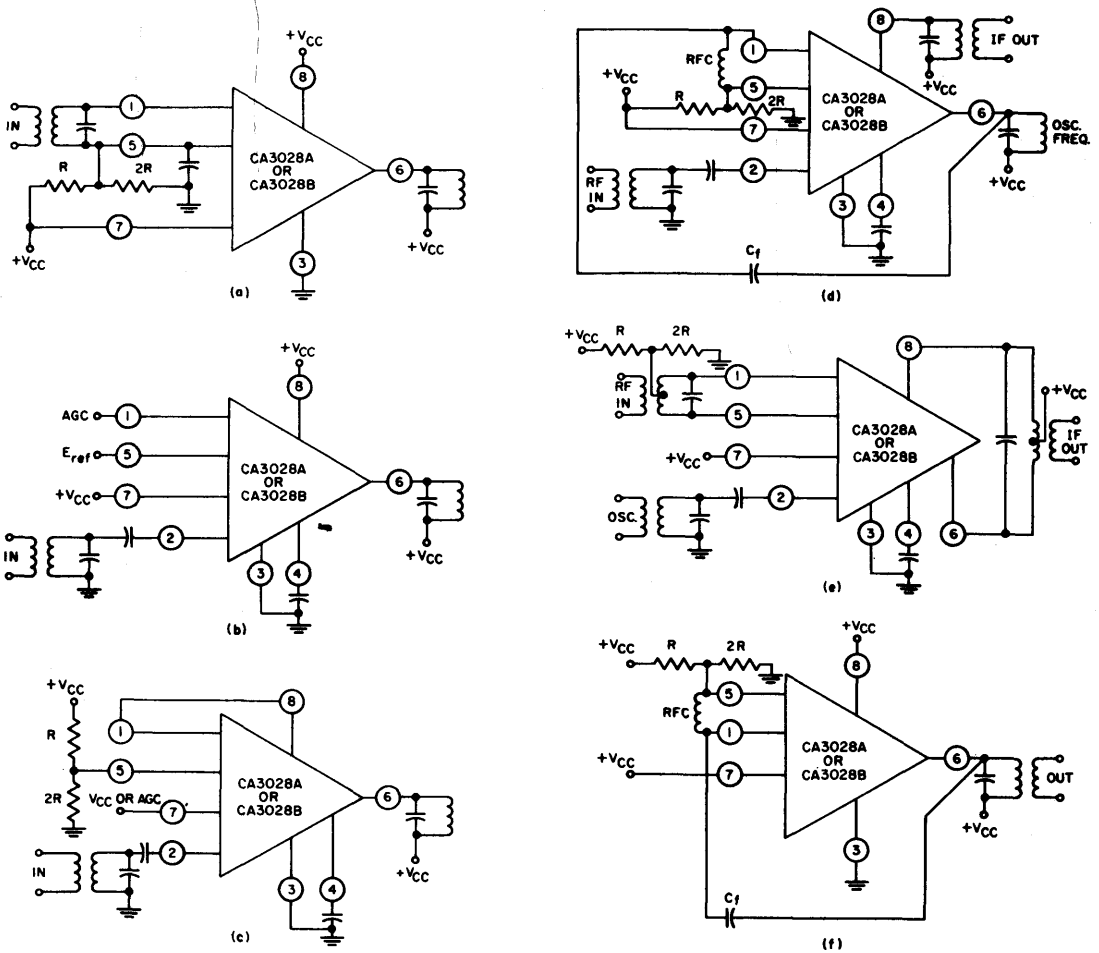 +VCC
8
1
IN
5
R
2R
CA3028A
OR
CA3028B
6
7
+VCC
+VCC
3
(a)
+VCC
8
AGC
1
Eref
5
CA3028A
OR
CA3028B
6
+VCC
7
IN
2
+VCC
3
4
(b)
+VCC
8
1
R
5
CA3028A
OR
CA3028B
2R
VCC OR AGC
7
6
IN
2
+VCC
3
4
(c)
8
IF OUT
1
RFC
+VCC
+VCC
5
R
2R
CA3028A
OR
CA3028B
6
OSC.
FREQ.
7
RF
IN
2
+VCC
3
4
Cf
(d)
R
2R
+VCC
8
RF
IN
1
+VCC
5
CA3028A
OR
CA3028B
IF
OUT
+VCC
7
OSC.
2
3
4
6
(e)
+VCC
R
2R
+VCC
8
5
RFC
1
CA3028A
OR
CA3028B
6
OUT
+VCC
7
+VCC
3
Cf
(f)